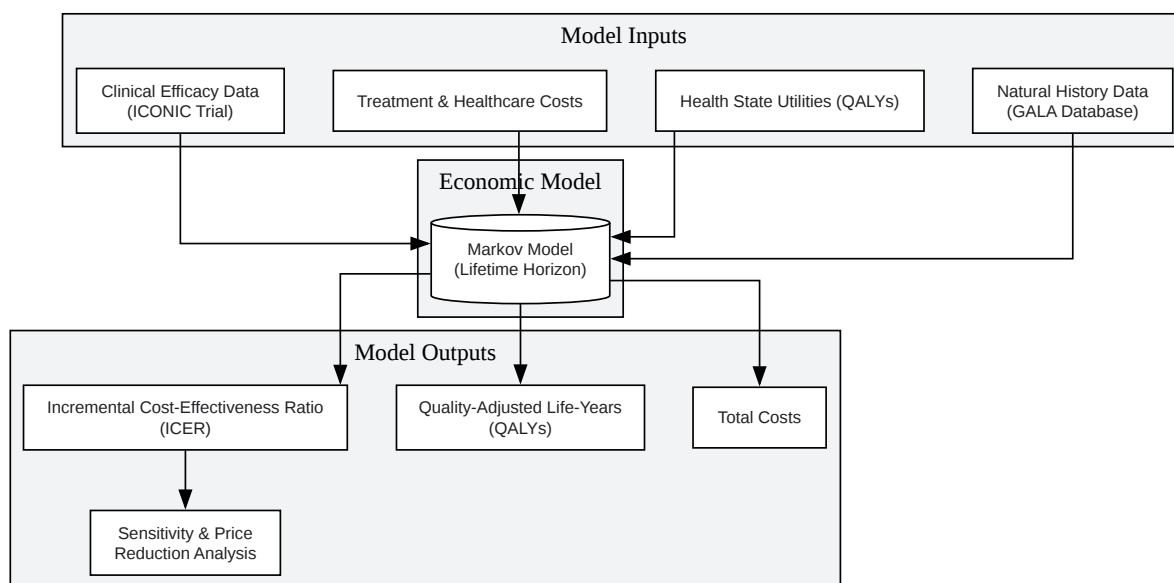 Model Inputs
Clinical Efficacy Data
(ICONIC Trial)
Treatment & Healthcare Costs
Health State Utilities (QALYs)
Natural History Data
(GALA Database)
Economic Model
Markov Model
(Lifetime Horizon)
Model Outputs
Incremental Cost-Effectiveness Ratio
(ICER)
Quality-Adjusted Life-Years
(QALYs)
Total Costs
Sensitivity & Price
Reduction Analysis